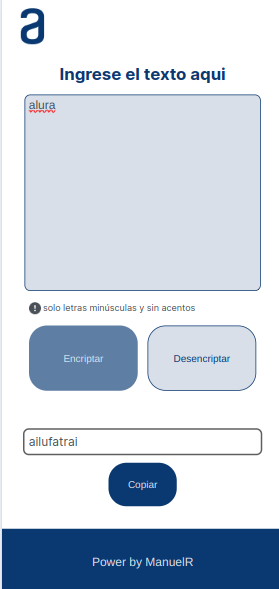 a
Ingrese el texto aqui
alura
! solo letras minúsculas y sin acentos
Encriptar
Desencriptar
ailufatrai
Copiar
Power by ManuelR